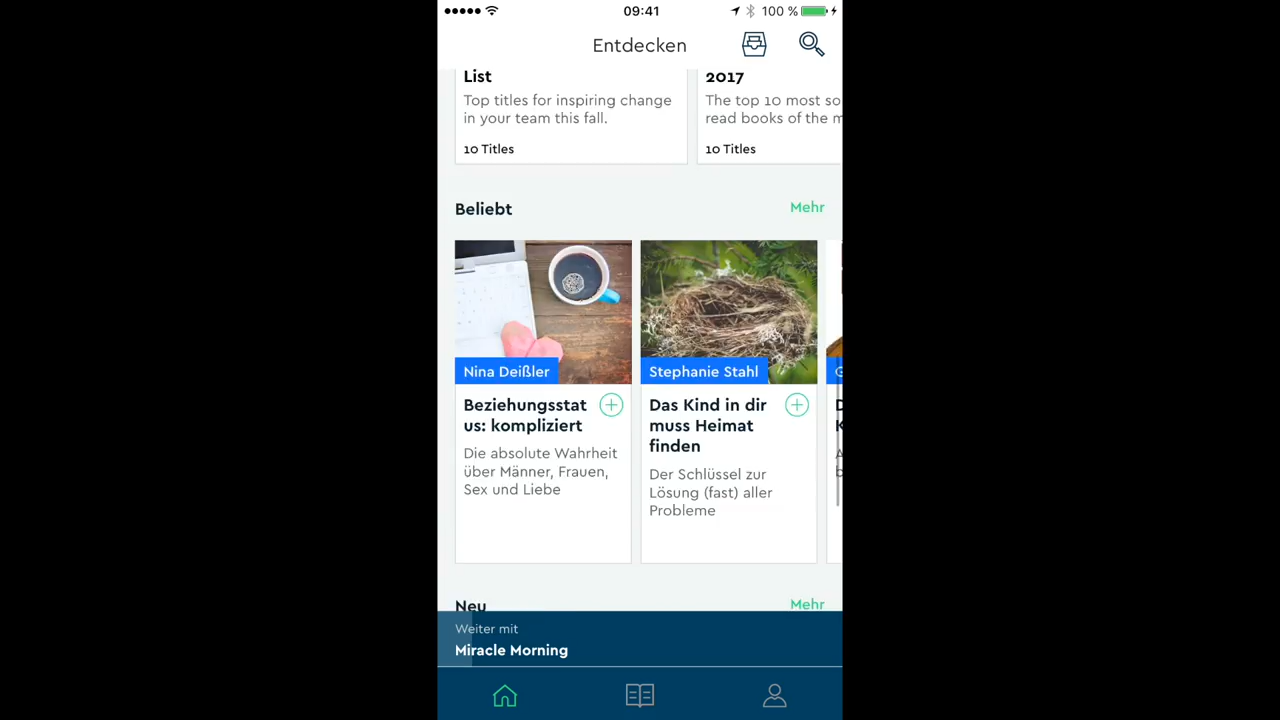 09:41
100 %
Entdecken
List
2017
Top titles for inspiring change
in your team this fall.
The top 10 most so
read books of the m
10 Titles
10 Titles
Beliebt
Mehr
Nina Deißler
Beziehungsstat
us: kompliziert
Die absolute Wahrheit
über Männer, Frauen,
Sex und Liebe
Stephanie Stahl
Das Kind in dir
muss Heimat
finden
Der Schlüssel zur
Lösung (fast) aller
Probleme
Neu
Mehr
Weiter mit
Miracle Morning